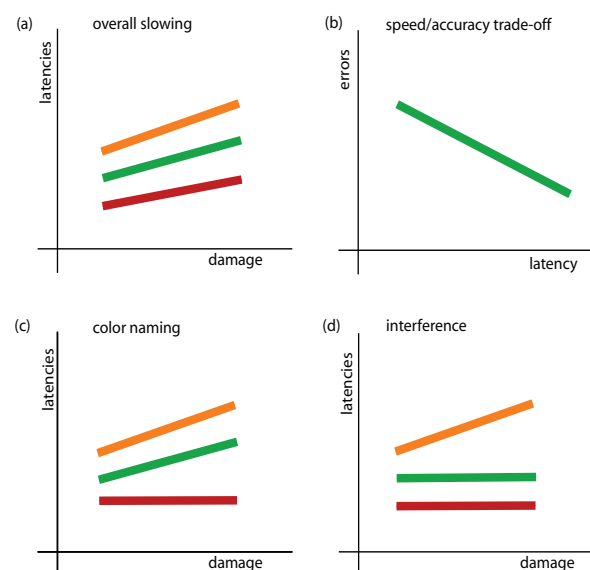 (a) overall slowing
latencies
damage
(b) speed/accuracy trade-off
errors
latency
(c) color naming
latencies
damage
(d) interference
latencies
damage